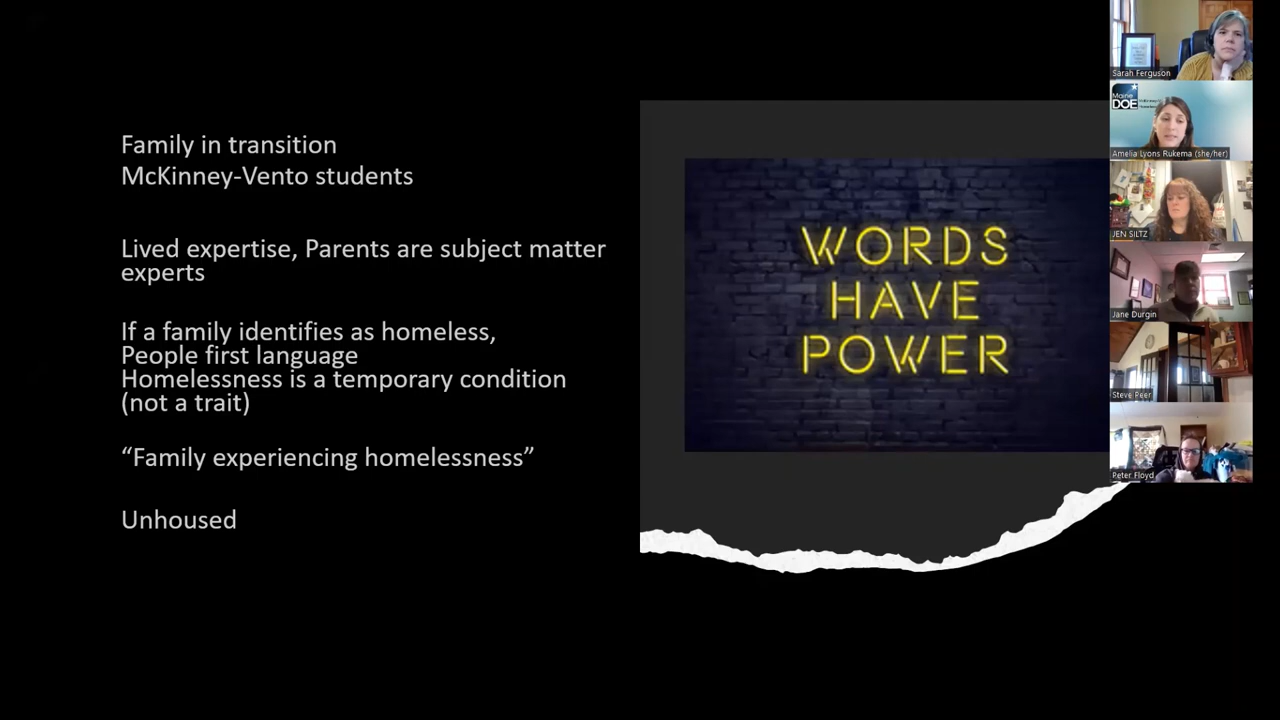 Family in transition
McKinney-Vento students
Lived expertise, Parents are subject matter
experts
If a family identifies as homeless,
People first language
Homelessness is a temporary condition
(not a trait)
“Family experiencing homelessness”
Unhoused
WORDS
HAVE
POWER
Sarah Ferguson
Maine
DOE
Amelia Lyons Rukema (she/her)
JEN SILTZ
Jane Durgin
Steve Peer
Peter Floyd